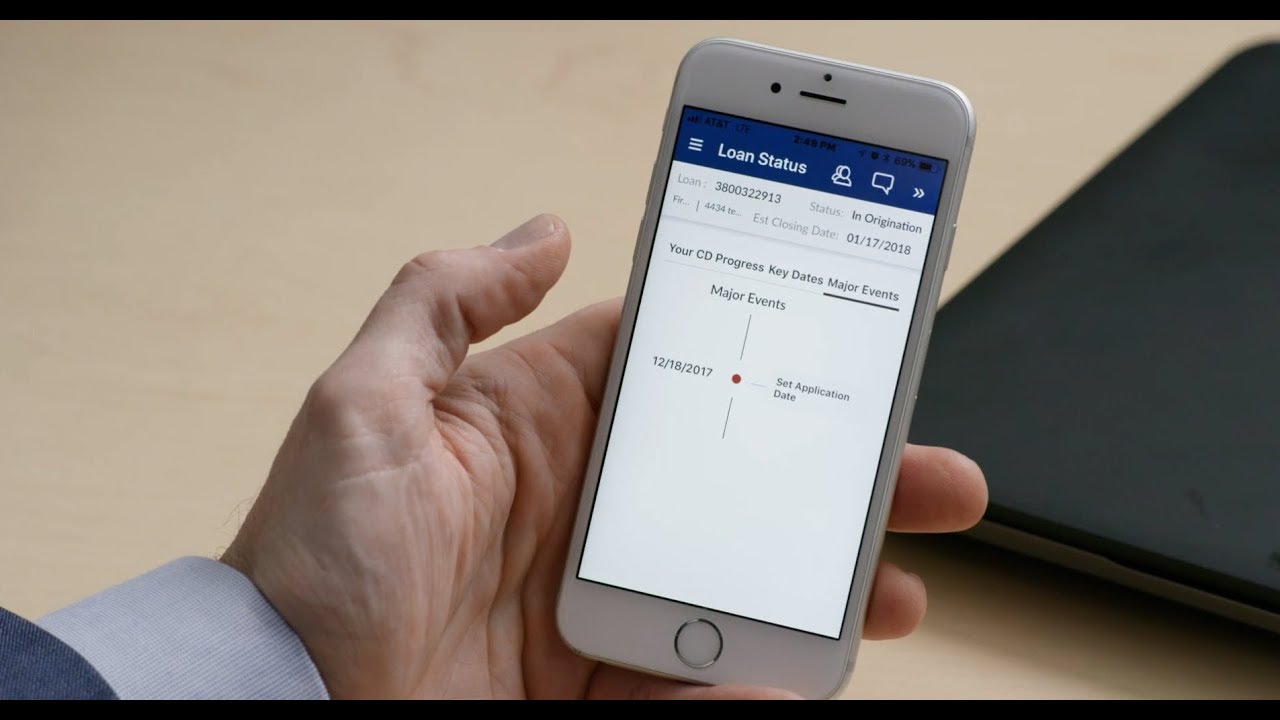 AT&T LTE 2:49 PM 69%
Loan Status
Loan : 3800322913 Status: In Origination
Fir... | 4434 te... Est Closing Date: 01/17/2018
Your CD Progress Key Dates Major Events
Major Events
12/18/2017 Set Application
Date